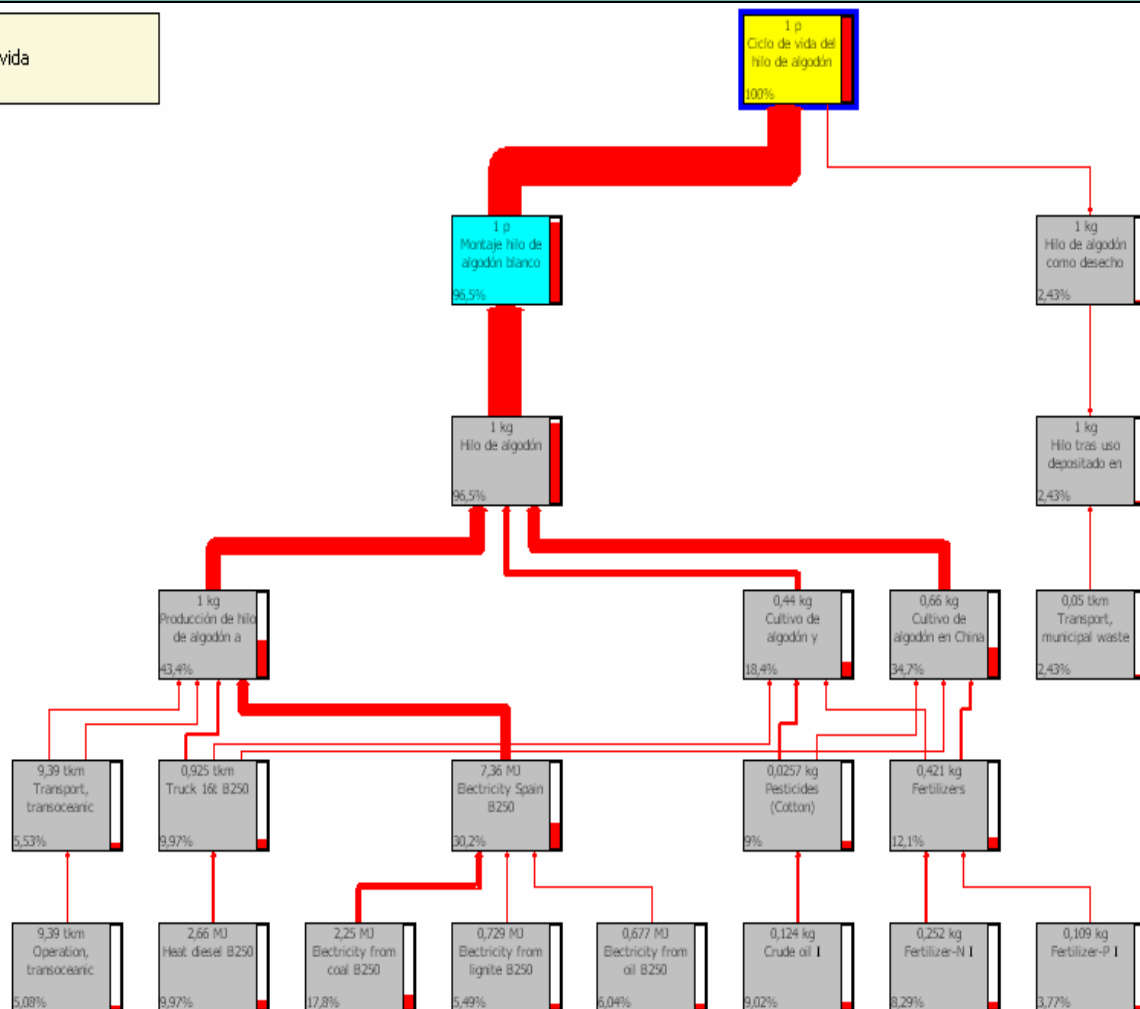 vida
1 p
Ciclo de vida del
hilo de algodón
100%
1 p
Montaje hilo de
algodón blanco
96,5%
1 kg
Hilo de algodón
como desecho
2,43%
1 kg
Hilo de algodón
96,5%
1 kg
Hilo tras uso
depositado en
2,43%
1 kg
Producción de hilo
de algodón a
43,4%
0,44 kg
Cultivo de
algodón y
18,4%
0,66 kg
Cultivo de
algodón en China
34,7%
0,05 tkm
Transport,
municipal waste
2,43%
9,39 tkm
Transport,
transoceanic
5,53%
0,925 tkm
Truck 16t B250
9,97%
7,36 MJ
Electricity Spain
B250
30,2%
0,0257 kg
Pesticides
(Cotton)
9%
0,421 kg
Fertilizers
12,1%
9,39 tkm
Operation,
transoceanic
5,08%
2,66 MJ
Heat diesel B250
9,97%
2,25 MJ
Electricity from
coal B250
17,8%
0,729 MJ
Electricity from
lignite B250
5,49%
0,677 MJ
Electricity from
oil B250
6,04%
0,124 kg
Crude oil I
9,02%
0,252 kg
Fertilizer-N I
8,29%
0,109 kg
Fertilizer-P I
3,77%